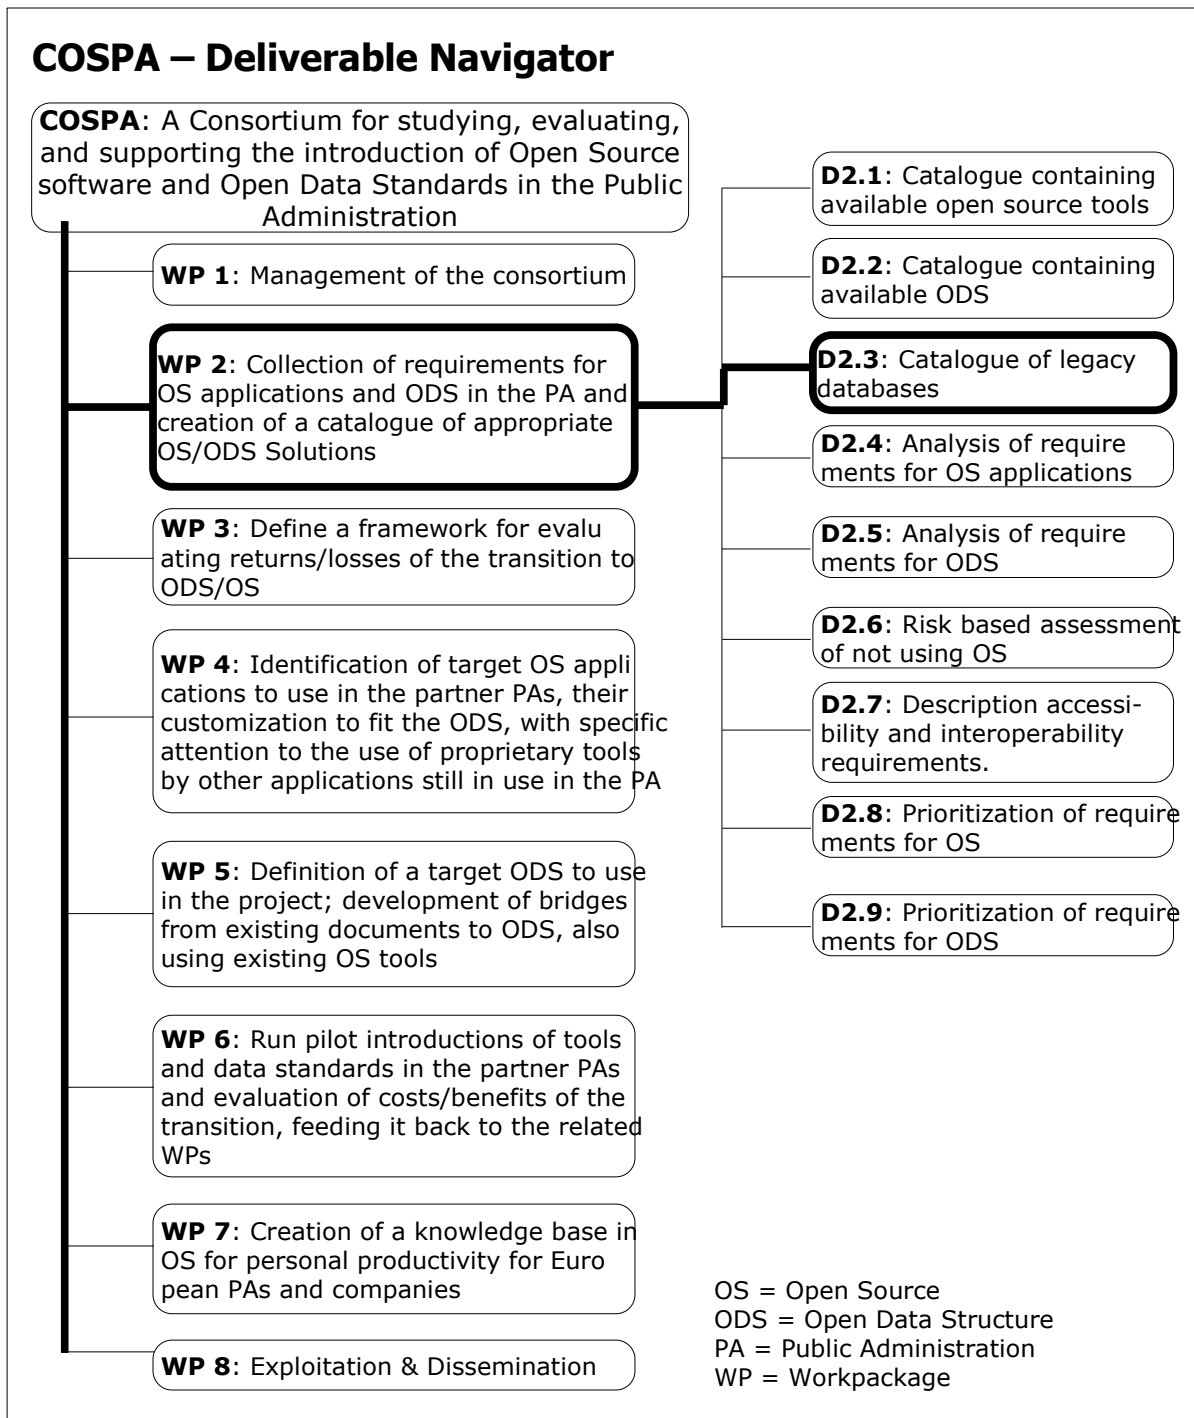 COSPA – Deliverable Navigator
COSPA: A Consortium for studying, evaluating,
and supporting the introduction of Open Source
software and Open Data Standards in the Public
Administration
WP 1: Management of the consortium
WP 2: Collection of requirements for
OS applications and ODS in the PA and
creation of a catalogue of appropriate
OS/ODS Solutions
WP 3: Define a framework for evalu
ating returns/losses of the transition to
ODS/OS
WP 4: Identification of target OS appli
cations to use in the partner PAs, their
customization to fit the ODS, with specific
attention to the use of proprietary tools
by other applications still in use in the PA
WP 5: Definition of a target ODS to use
in the project; development of bridges
from existing documents to ODS, also
using existing OS tools
WP 6: Run pilot introductions of tools
and data standards in the partner PAs
and evaluation of costs/benefits of the
transition, feeding it back to the related
WPs
WP 7: Creation of a knowledge base in
OS for personal productivity for Euro
pean PAs and companies
WP 8: Exploitation & Dissemination
D2.1: Catalogue containing
available open source tools
D2.2: Catalogue containing
available ODS
D2.3: Catalogue of legacy
databases
D2.4: Analysis of require
ments for OS applications
D2.5: Analysis of require
ments for ODS
D2.6: Risk based assessment
of not using OS
D2.7: Description accessi-
bility and interoperability
requirements.
D2.8: Prioritization of require
ments for OS
D2.9: Prioritization of require
ments for ODS
OS = Open Source
ODS = Open Data Structure
PA = Public Administration
WP = Workpackage